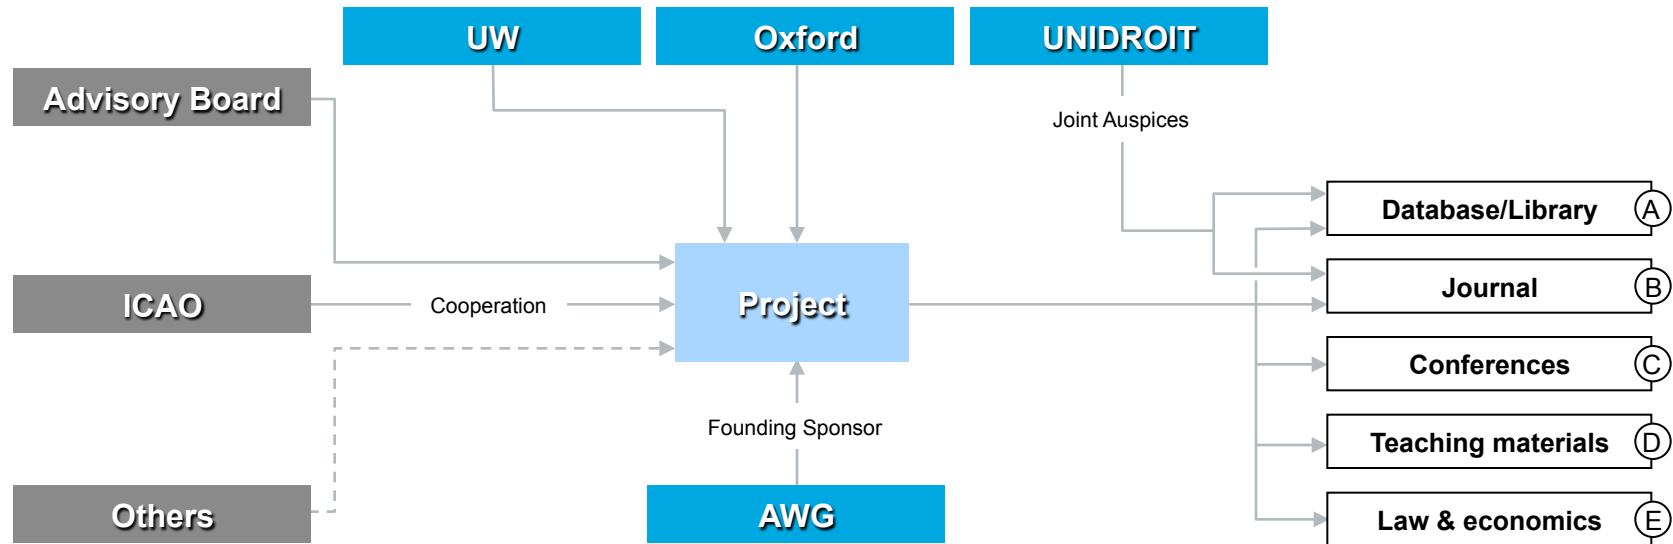 UW
Oxford
UNIDROIT
Advisory Board
Joint Auspices
Database/Library
A
ICAO
Cooperation
Project
Journal
B
Conferences
C
Founding Sponsor
Teaching materials
D
Others
AWG
Law & economics
E